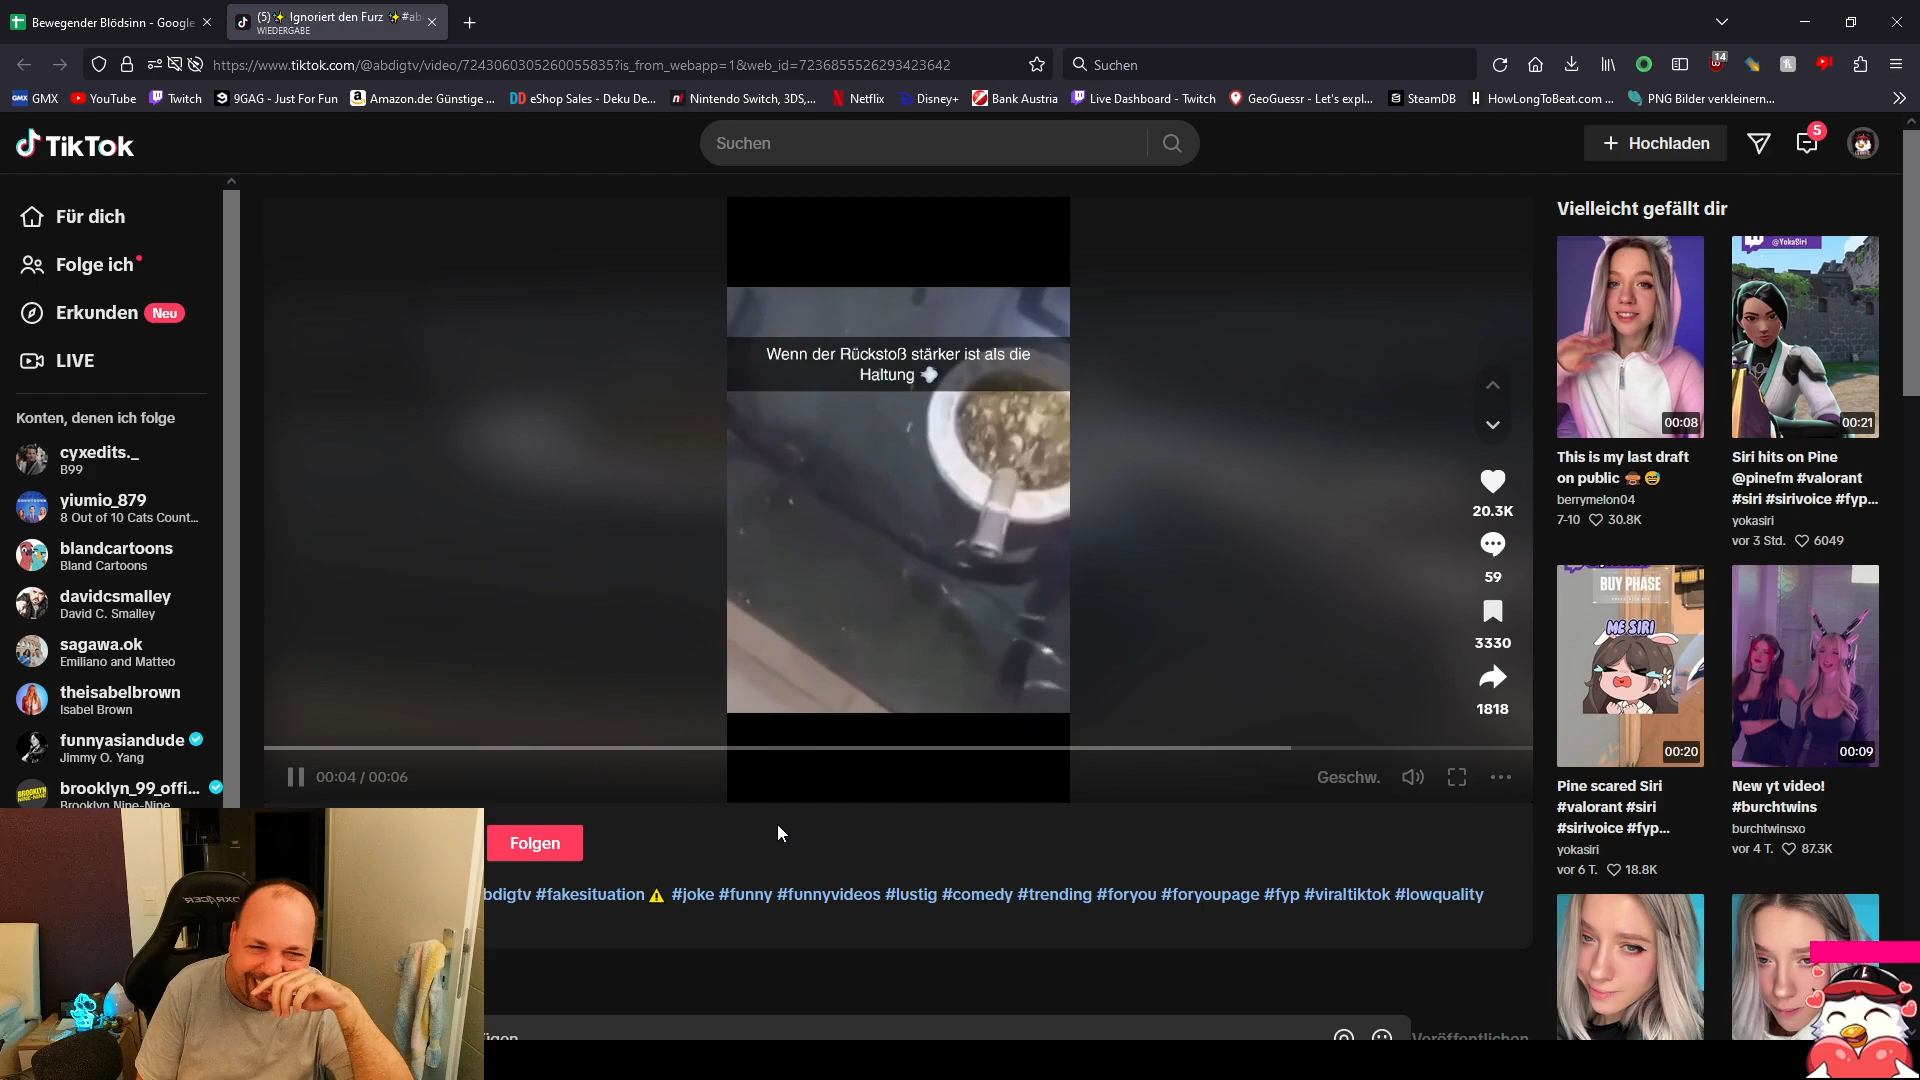 Bewegender Blödsinn - Google
(5)✨ Ignoriert den Furz ✨#ab
WIEDERGABE
https://www.tiktok.com/@abdigtv/video/7243060305260055835?is_from_webapp=1&web_id=7236855526293423642
Suchen
14
GMX
YouTube
Twitch
9GAG - Just For Fun
Amazon.de: Günstige ...
eShop Sales - Deku De...
Nintendo Switch, 3DS,...
Netflix
Disney+
Bank Austria
Live Dashboard - Twitch
GeoGuessr - Let's expl...
SteamDB
HowLongToBeat.com ...
PNG Bilder verkleinern...
TikTok
Suchen
Hochladen
5
Für dich
Folge ich
Erkunden Neu
LIVE
Konten, denen ich folge
cyxedits._
B99
yiumio_879
8 Out of 10 Cats Count...
blandcartoons
Bland Cartoons
davidcsmalley
David C. Smalley
sagawa.ok
Emiliano and Matteo
theisabelbrown
Isabel Brown
funnyasiandude
Jimmy O. Yang
brooklyn_99_offi...
Brooklyn Nine-Nine
Wenn der Rückstoß stärker ist als die
Haltung 💨
20.3K
59
3330
1818
00:04 / 00:06
Geschw.
Folgen
bdigtv #fakesituation ⚠️ #joke #funny #funnyvideos #lustig #comedy #trending #foryou #foryoupage #fyp #viraltiktok #lowquality
Veröffentlichen
Vielleicht gefällt dir
00:08
This is my last draft
on public 🙈 😅
berrymelon04
7-10 30.8K
@YokaSiri
00:21
Siri hits on Pine
@pinefm #valorant
#siri #sirivoice #fyp...
yokasiri
vor 3 Std. 6049
BUY PHASE
ME SIRI
00:20
Pine scared Siri
#valorant #siri
#sirivoice #fyp...
yokasiri
vor 6 T. 18.8K
00:09
New yt video!
#burchtwins
burchtwinsxo
vor 4 T. 87.3K